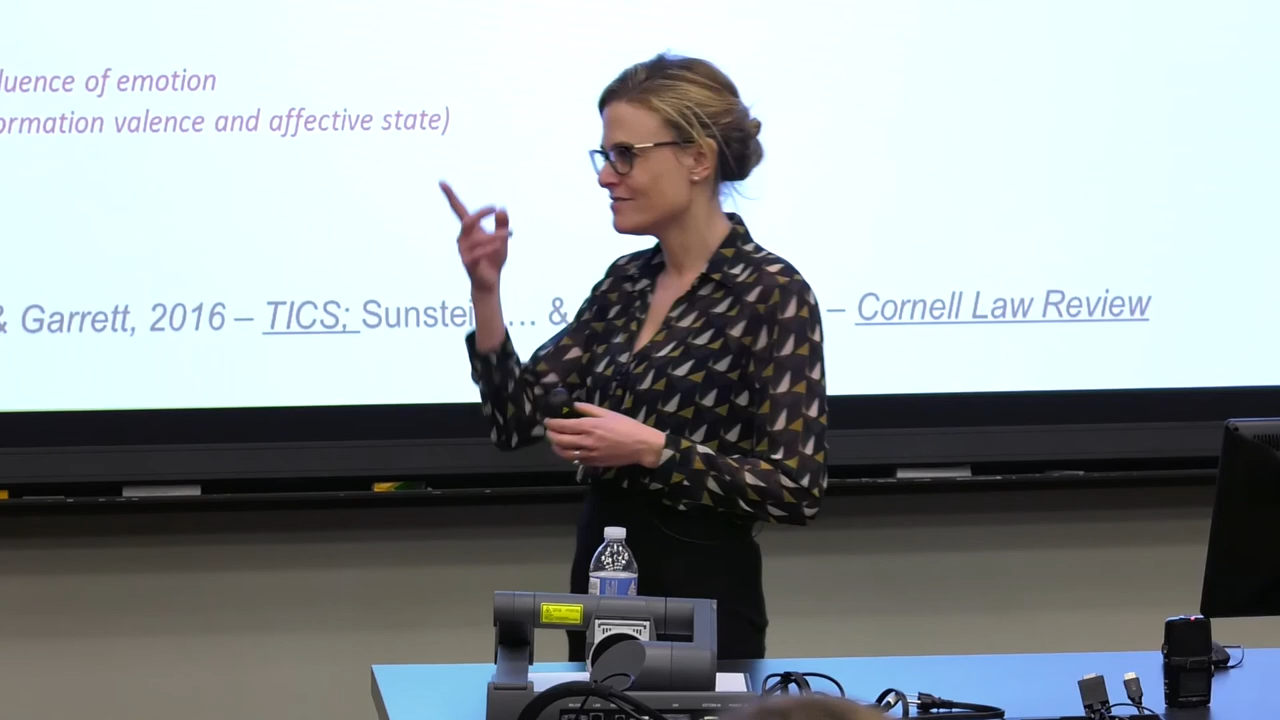 luence of emotion
ormation valence and affective state)
& Garrett, 2016 – TICS; Sunstei ... & – Cornell Law Review